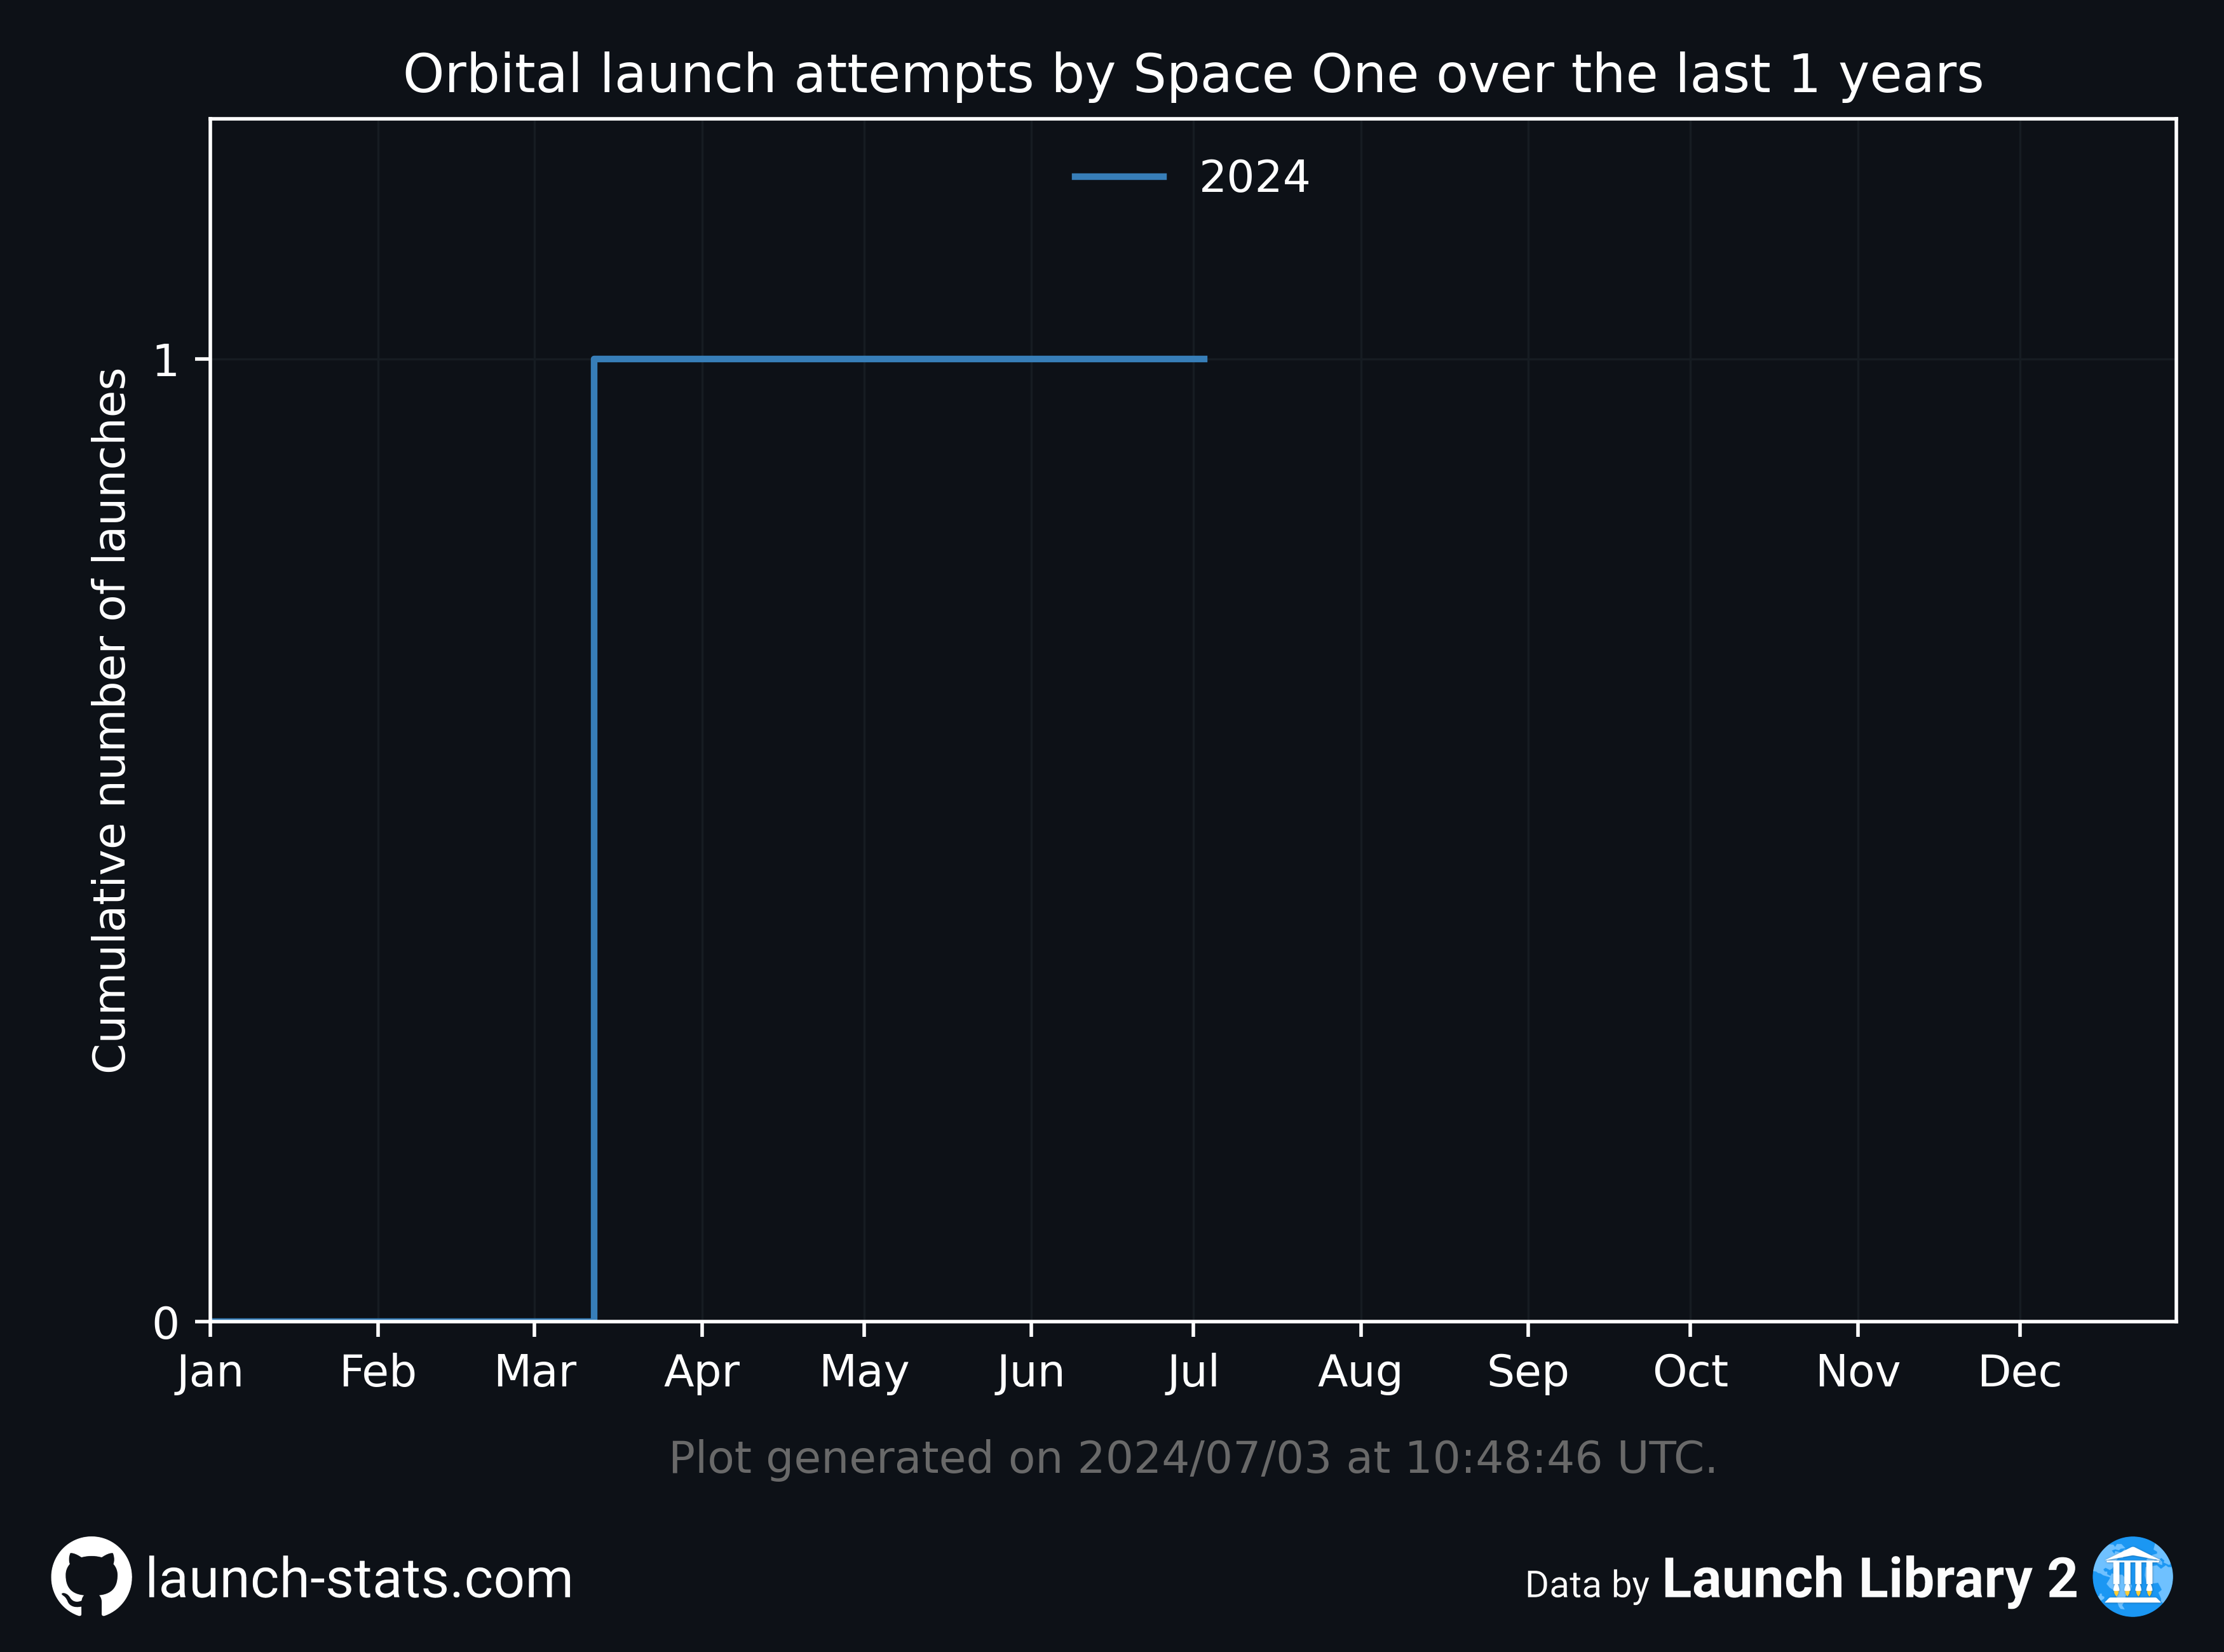 Orbital launch attempts by Space One over the last 1 years
2024
Cumulative number of launches
1
0
Jan Feb Mar Apr May Jun Jul Aug Sep Oct Nov Dec
Plot generated on 2024/07/03 at 10:48:46 UTC.
launch-stats.com
Data by Launch Library 2